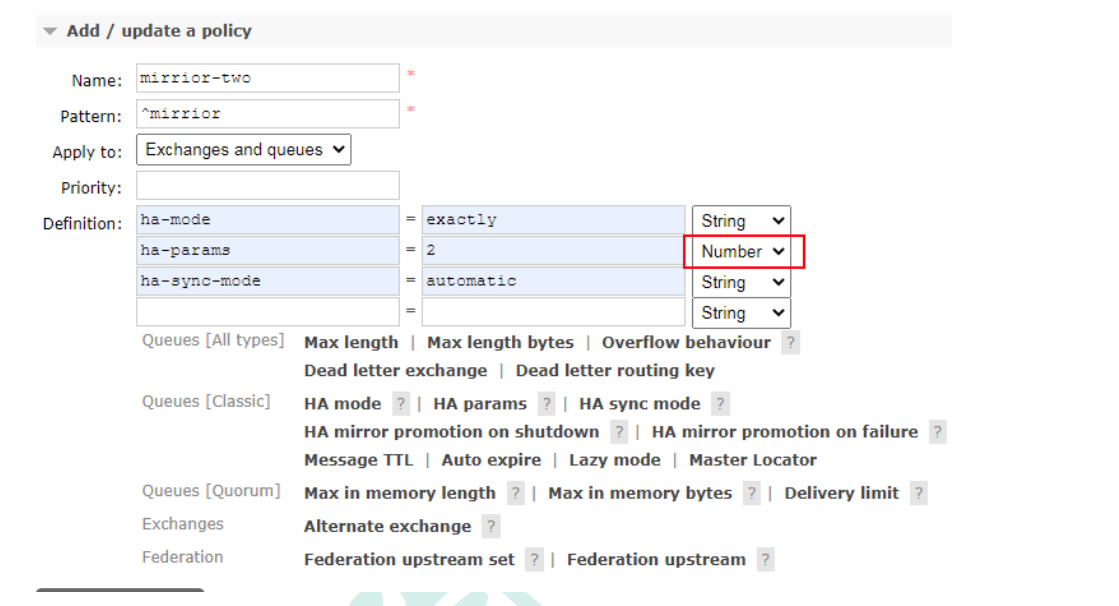 Add / update a policy
Name: mirrior-two *
Pattern: ^mirrior *
Apply to: Exchanges and queues
Priority:
Definition: ha-mode = exactly String
ha-params = 2 Number
ha-sync-mode = automatic String
= String
Queues [All types] Max length | Max length bytes | Overflow behaviour ?
Dead letter exchange | Dead letter routing key
Queues [Classic] HA mode ? | HA params ? | HA sync mode ?
HA mirror promotion on shutdown ? | HA mirror promotion on failure ?
Message TTL | Auto expire | Lazy mode | Master Locator
Queues [Quorum] Max in memory length ? | Max in memory bytes ? | Delivery limit ?
Exchanges Alternate exchange ?
Federation Federation upstream set ? | Federation upstream ?